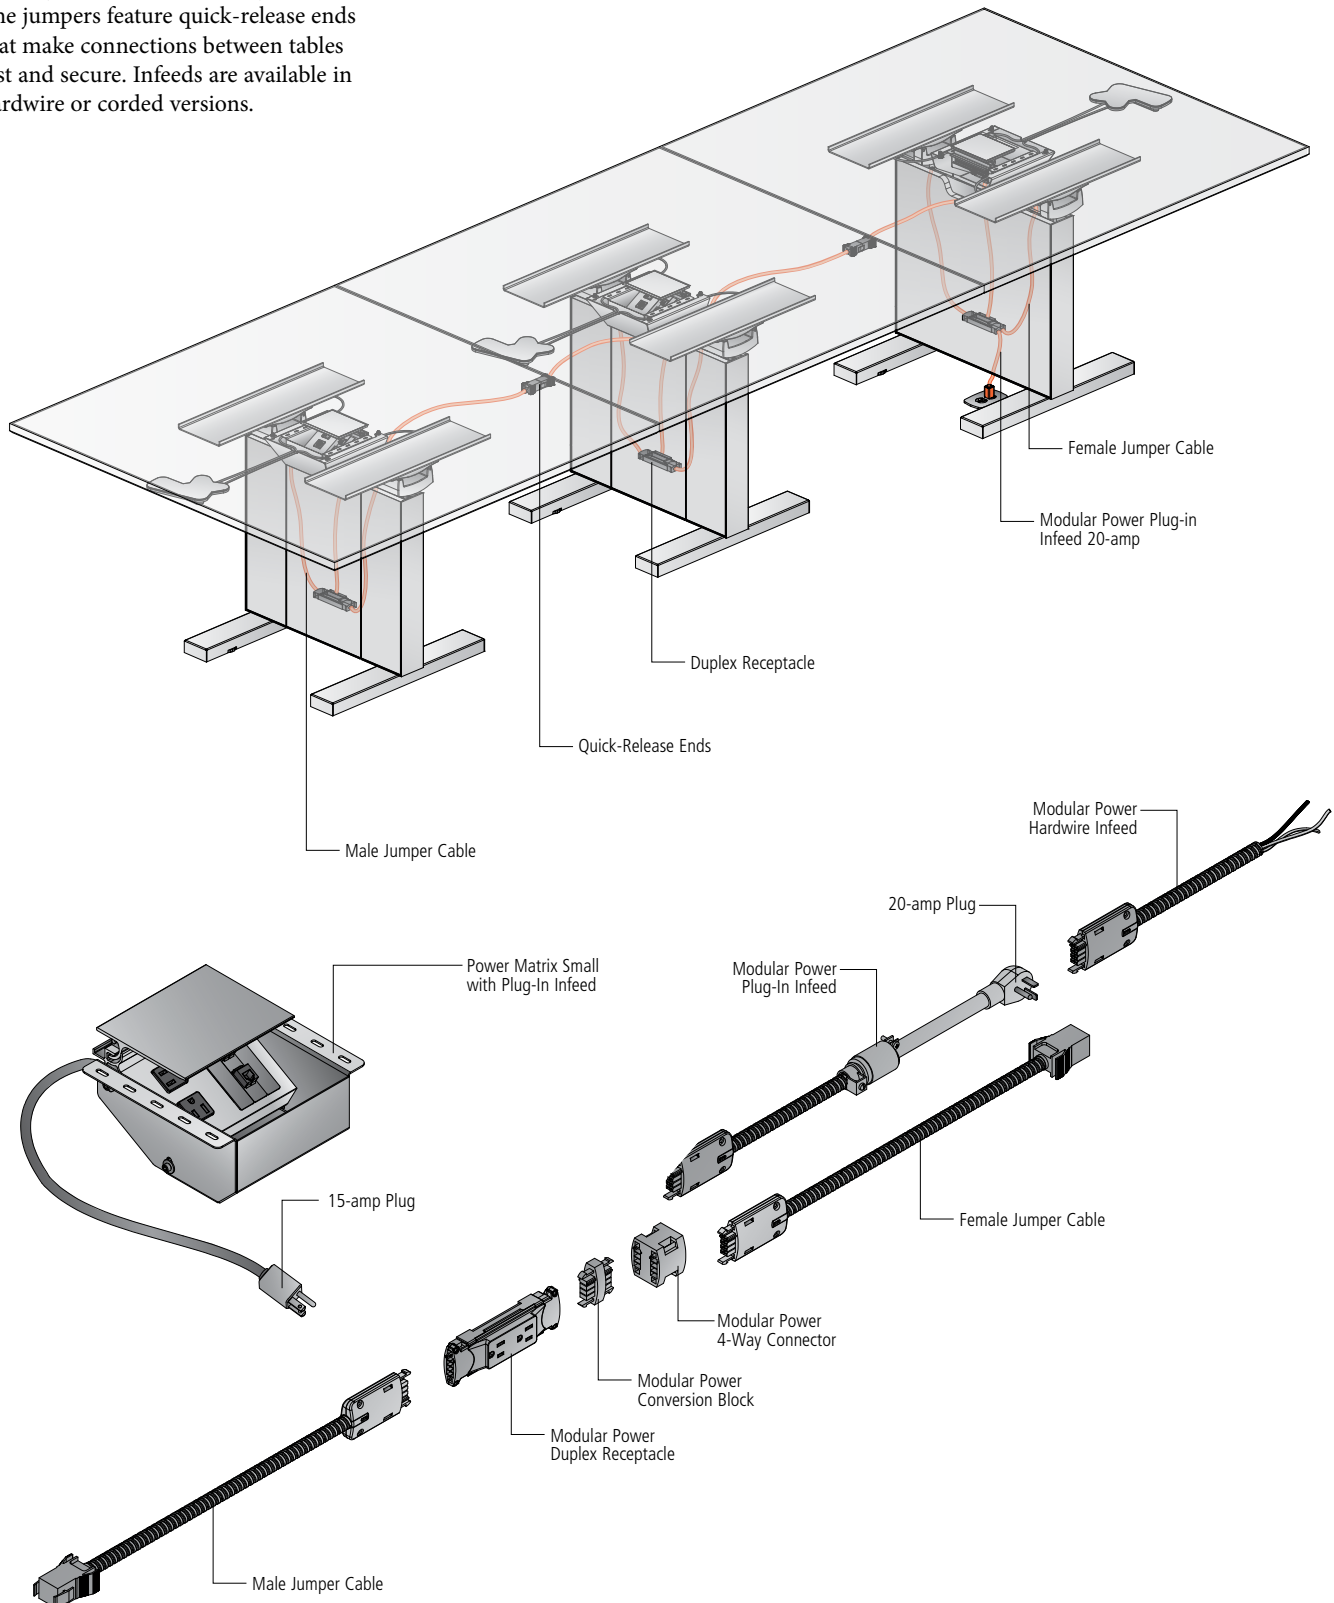 jumpers feature quick-release ends
make connections between tables
and secure. Infeeds are available in
or corded versions.
Female Jumper Cable
Modular Power Plug-in
Infeed 20-amp
Duplex Receptacle
Quick-Release Ends
Male Jumper Cable
Modular Power
Hardwire Infeed
20-amp Plug
Power Matrix Small
with Plug-In Infeed
Modular Power
Plug-In Infeed
15-amp Plug
Female Jumper Cable
Modular Power
4-Way Connector
Modular Power
Conversion Block
Modular Power
Duplex Receptacle
Male Jumper Cable